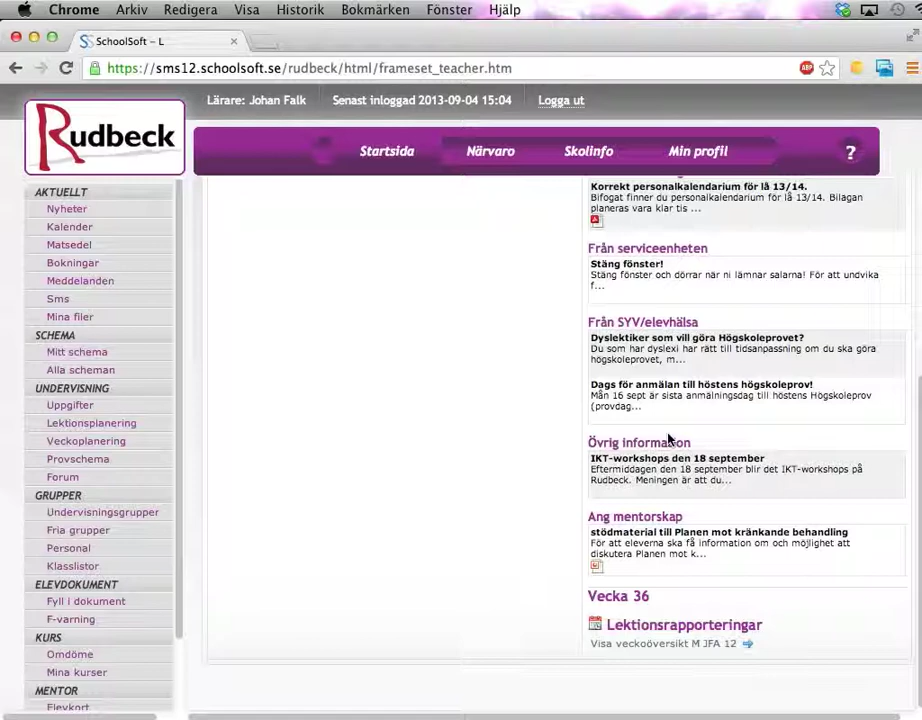 Chrome Arkiv Redigera Visa Historik Bokmärken Fönster Hjälp
SchoolSoft – L
https://sms12.schoolsoft.se/rudbeck/html/frameset_teacher.htm
ABP
Lärare: Johan Falk Senast inloggad 2013-09-04 15:04 Logga ut
Rudbeck
Startsida Närvaro Skolinfo Min profil ?
AKTUELLT
Nyheter
Kalender
Matsedel
Bokningar
Meddelanden
Sms
Mina filer
SCHEMA
Mitt schema
Alla scheman
UNDERVISNING
Uppgifter
Lektionsplanering
Veckoplanering
Provschema
Forum
GRUPPER
Undervisningsgrupper
Fria grupper
Personal
Klasslistor
ELEVDOKUMENT
Fyll i dokument
F-varning
KURS
Omdöme
Mina kurser
MENTOR
Elevkort
Korrekt personalkalendarium för lå 13/14.
Bifogat finner du personalkalendarium för lå 13/14. Bilagan
planeras vara klar tis ...
Från serviceenheten
Stäng fönster!
Stäng fönster och dörrar när ni lämnar salarna! För att undvika
f...
Från SYV/elevhälsa
Dyslektiker som vill göra Högskoleprovet?
Du som har dyslexi har rätt till tidsanpassning om du ska göra
högskoleprovet, m...
Dags för anmälan till höstens högskoleprov!
Mån 16 sept är sista anmälningsdag till höstens Högskoleprov
(provdag...
Övrig information
IKT-workshops den 18 september
Eftermiddagen den 18 september blir det IKT-workshops på
Rudbeck. Meningen är att du...
Ang mentorskap
stödmaterial till Planen mot kränkande behandling
För att eleverna ska få information om och möjlighet att
diskutera Planen mot k...
Vecka 36
Lektionsrapporteringar
Visa veckoöversikt M JFA 12